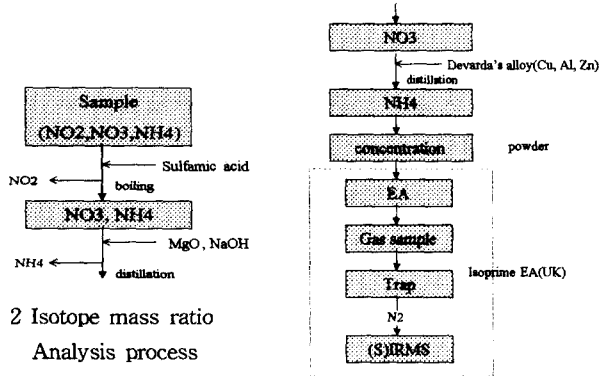 Sample
(NO2,NO3,NH4)
Sulfamic acid
NO2
boiling
NO3, NH4
MgO, NaOH
NH4
distillation
2 Isotope mass ratio
Analysis process
NO3
Devarda's alloy(Cu, Al, Zn)
distillation
NH4
concentration
powder
EA
Gas sample
Isoprime EA(UK)
Trap
N2
(S)IRMS